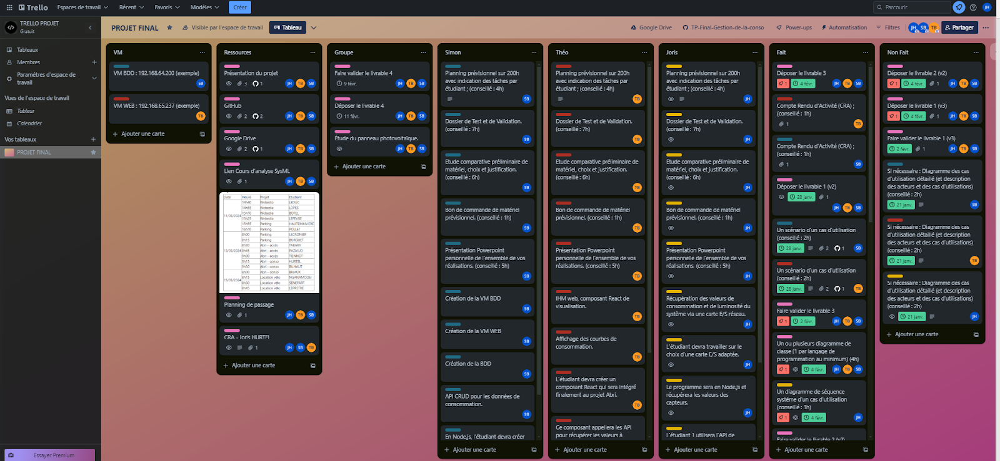 Trello
Espaces de travail
Récent
Favoris
Modèles
Créer
Parcourir
JH
TRELLO PROJET
Gratuit
PROJET FINAL
Visible par l'espace de travail
Tableau
Google Drive
TP-Final-Gestion-de-la-conso
Power-ups
Automatisation
Filtres
JH
SB
TB
Partager
Tableaux
Membres
Paramètres d'espace de
travail
Vues de l'espace de travail
Tableur
Calendrier
Vos tableaux
PROJET FINAL
Essayer Premium
VM
VM BDD : 192.168.64.200 (exemple)
SB
VM WEB : 192.168.65.237 (exemple)
TB
Ajouter une carte
Ressources
Présentation du projet
3 1 JH TB SB
GitHub
2 2 JH TB SB
Google Drive
2 1 JH TB SB
Lien Cours d'analyse SysML
1 JH TB SB
Date Heure Projet Etudiant
14h40 Webedia LEDUC
14h55 Webedia LOPES
11/03/2024 15h10 Webedia BOTEL
15h25 Webedia LEFEVRE
15h55 Parking HAUTEMANIERE
16h10 Parking POLLET
8h00 Parking LECRONIER
8h15 Parking BURGUET
8h30 Abri - accès TABARY
13/03/2024 8h45 Abri - accès PAZIAUD
9h00 Abri - accès TIENNOT
9h15 Abri - conso HURTEL
9h30 Abri - conso BILHAUT
8h00 Abri - conso BRIAUX
15/03/2024 8h15 Location vélo NGANAMODEI
8h30 Location vélo SENEPART
8h45 Location vélo LEPRETRE
Planning de passage
1 JH TB SB
CRA - Joris HURTEL
1 JH SB TB
Ajouter une carte
Groupe
Faire valider le livrable 4
9 févr. JH TB SB
Déposer le livrable 4
11 févr. JH TB SB
Étude du panneau photovoltaïque.
JH TB SB
Ajouter une carte
Simon
Planning prévisionnel sur 200h
avec indication des tâches par
étudiant ; (conseillé : 4h)
SB
Dossier de Test et de Validation.
(conseillé : 7h)
SB
Etude comparative préliminaire de
matériel, choix et justification.
(conseillé : 6h)
SB
Bon de commande de matériel
prévisionnel. (conseillé : 1h)
SB
Présentation Powerpoint
personnelle de l'ensemble de vos
réalisations. (conseillé : 5h)
SB
Création de la VM BDD
SB
Création de la VM WEB
SB
Création de la BDD
SB
API CRUD pour les données de
consommation.
SB
En Node.js, l'étudiant devra créer
Ajouter une carte
Théo
Planning prévisionnel sur 200h
avec indication des tâches par
étudiant ; (conseillé : 4h)
TB
Dossier de Test et de Validation.
(conseillé : 7h)
TB
Etude comparative préliminaire de
matériel, choix et justification.
(conseillé : 6h)
TB
Bon de commande de matériel
prévisionnel. (conseillé : 1h)
TB
Présentation Powerpoint
personnelle de l'ensemble de vos
réalisations. (conseillé : 5h)
TB
IHM web, composant React de
visualisation.
TB
Affichage des courbes de
consommation.
TB
L'étudiant devra créer un
composant React qui sera intégré
finalement au projet Abri.
TB
Ce composant appellera les API
pour récupérer les valeurs à
Ajouter une carte
Joris
Planning prévisionnel sur 200h
avec indication des tâches par
étudiant ; (conseillé : 4h)
JH
Dossier de Test et de Validation.
(conseillé : 7h)
JH
Etude comparative préliminaire de
matériel, choix et justification.
(conseillé : 6h)
JH
Bon de commande de matériel
prévisionnel. (conseillé : 1h)
JH
Présentation Powerpoint
personnelle de l'ensemble de vos
réalisations. (conseillé : 5h)
JH
Récupération des valeurs de
consommation et de luminosité du
système via une carte E/S réseau.
JH
L'étudiant devra travailler sur le
choix d'une carte E/S adaptée.
JH
Le programme sera en Node.js et
récupérera les valeurs des
capteurs.
JH
L'étudiant 1 utilisera l'API de
Ajouter une carte
Fait
Déposer le livrable 3
1 4 févr. JH TB SB
Compte Rendu d'Activité (CRA) ;
(conseillé : 1h)
1 TB
Compte Rendu d'Activité (CRA) ;
(conseillé : 1h)
1 SB
Déposer le livrable 1 (v2)
28 janv. 1
JH TB SB
Un scénario d'un cas d'utilisation
(conseillé : 2h)
28 janv. 2 1 SB
Un scénario d'un cas d'utilisation
(conseillé : 2h)
28 janv. 2 1 TB
Faire valider le livrable 3
1 2 févr. JH TB SB
Un ou plusieurs diagramme de
classe (1 par langage de
programmation au minimum) (4h)
1 4 févr. JH TB SB
Un diagramme de séquence
système d'un cas d'utilisation
(conseillé : 3h)
1 4 févr. JH
Faire valider le livrable 2 (v2)
Ajouter une carte
Non Fait
Déposer le livrable 2 (v2)
1 4 févr. 1 JH TB SB
Déposer le livrable 1 (v3)
1 4 févr. 1 JH TB SB
Faire valider le livrable 1 (v3)
2 févr. 1 JH TB SB
Si nécessaire : Diagramme des cas
d'utilisation détaillé (et description
des acteurs et des cas d'utilisations)
(conseillé : 2h)
21 janv. SB
Si nécessaire : Diagramme des cas
d'utilisation détaillé (et description
des acteurs et des cas d'utilisations)
(conseillé : 2h)
21 janv. TB
Si nécessaire : Diagramme des cas
d'utilisation détaillé (et description
des acteurs et des cas d'utilisations)
(conseillé : 2h)
21 janv. JH
Ajouter une carte